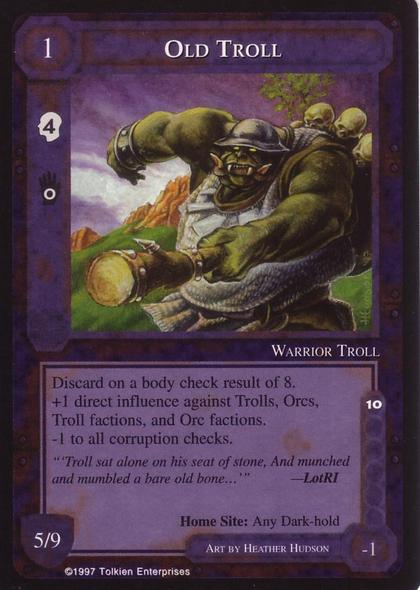 1
OLD TROLL
4
0
WARRIOR TROLL
Discard on a body check result of 8.
+1 direct influence against Trolls, Orcs,
Troll factions, and Orc factions.
-1 to all corruption checks.
10
“‘Troll sat alone on his seat of stone, And munched
and mumbled a bare old bone…’” —LotRI
Home Site: Any Dark-hold
5/9
ART BY HEATHER HUDSON
-1
©1997 Tolkien Enterprises